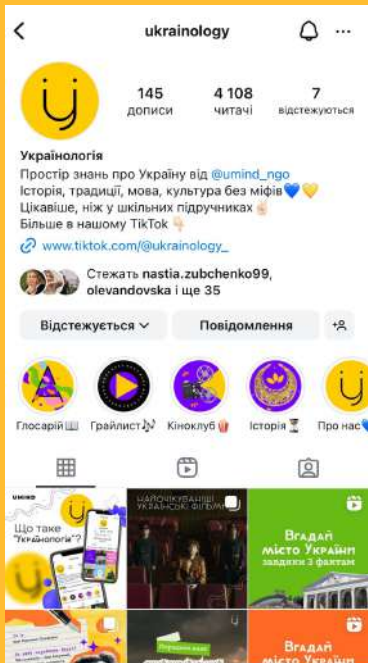 ukrainology
145
4 108
7
дописи
читачі
відстежуються
Українологія
Простір знань про Україну від @umind_ngo
Історія, традиції, мова, культура без міфів
Цікавіше, ніж у шкільних підручниках
Більше в нашому TikTok
www.tiktok.com/@ukrainology_
Стежать nastia.zubchenko99,
olevandovska і ще 35
Відстежується
Повідомлення
Глосарій
Грайлист
Кіноклуб
Історія
Про нас
UMIND
Що таке
"Українологія"?
НАЙОЧІКУВАНІШІ
УКРАЇНСЬКІ ФІЛЬМИ
Вгадай
місто України
завдяки 3 фактам
Вгадай
місто України